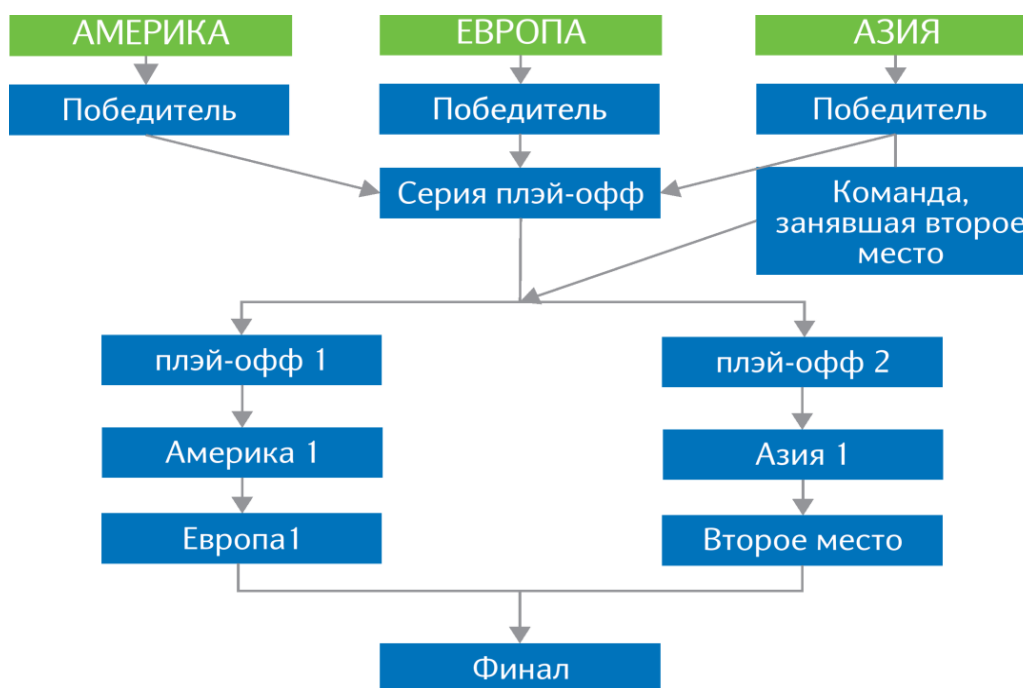 АМЕРИКА
ЕВРОПА
АЗИЯ
Победитель
Победитель
Победитель
Серия плэй-офф
Команда,
занявшая второе
место
плэй-офф 1
плэй-офф 2
Америка 1
Азия 1
Европа1
Второе место
Финал